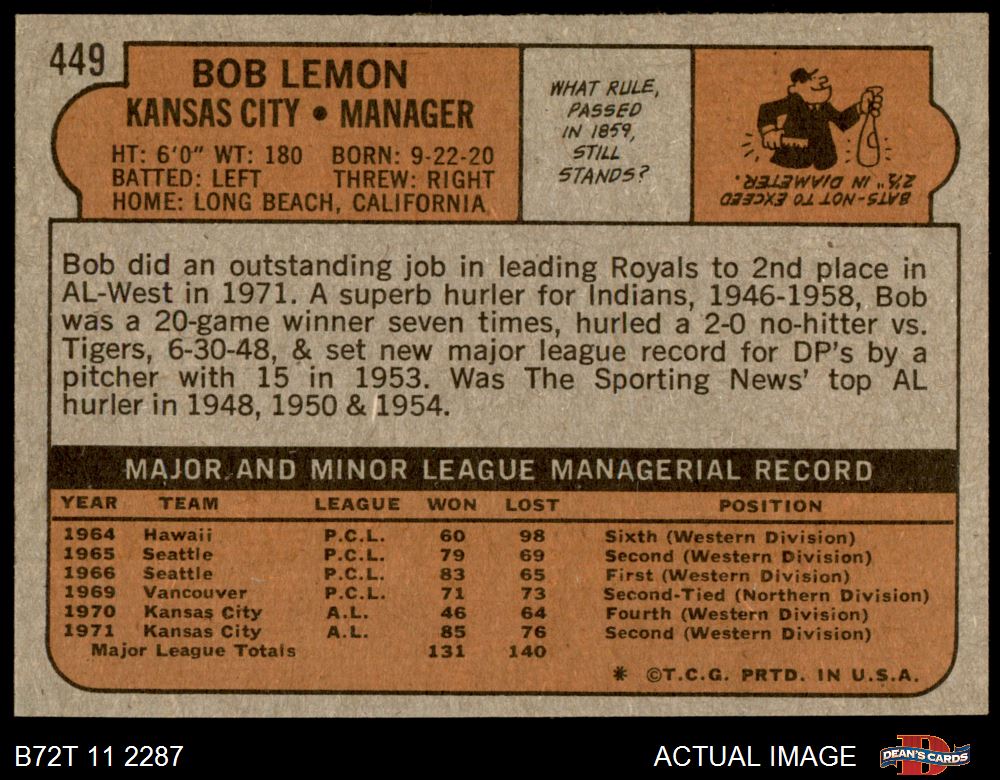 449
BOB LEMON
KANSAS CITY • MANAGER
HT: 6'0" WT: 180 BORN: 9-22-20
BATTED: LEFT THREW: RIGHT
HOME: LONG BEACH, CALIFORNIA
WHAT RULE,
PASSED
IN 1859,
STILL
STANDS?
BATS-NOT TO EXCEED
2½" IN DIAMETER.
Bob did an outstanding job in leading Royals to 2nd place in
AL-West in 1971. A superb hurler for Indians, 1946-1958, Bob
was a 20-game winner seven times, hurled a 2-0 no-hitter vs.
Tigers, 6-30-48, & set new major league record for DP's by a
pitcher with 15 in 1953. Was The Sporting News' top AL
hurler in 1948, 1950 & 1954.
MAJOR AND MINOR LEAGUE MANAGERIAL RECORD
YEAR TEAM LEAGUE WON LOST POSITION
1964 Hawaii P.C.L. 60 98 Sixth (Western Division)
1965 Seattle P.C.L. 79 69 Second (Western Division)
1966 Seattle P.C.L. 83 65 First (Western Division)
1969 Vancouver P.C.L. 71 73 Second-Tied (Northern Division)
1970 Kansas City A.L. 46 64 Fourth (Western Division)
1971 Kansas City A.L. 85 76 Second (Western Division)
Major League Totals 131 140
* ©T.C.G. PRTD. IN U.S.A.
B72T 11 2287 ACTUAL IMAGE DEAN'S CARDS